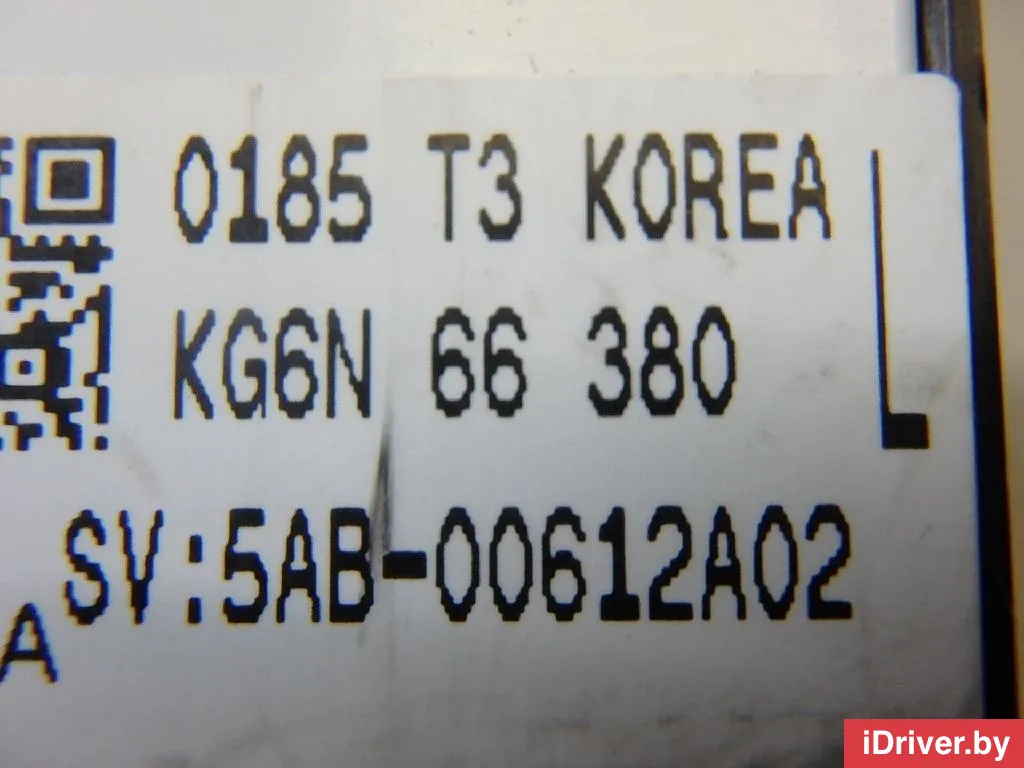 0185 T3 KOREA
KG6N 66 380
SV:5AB-00612A02
A
iDriver.by